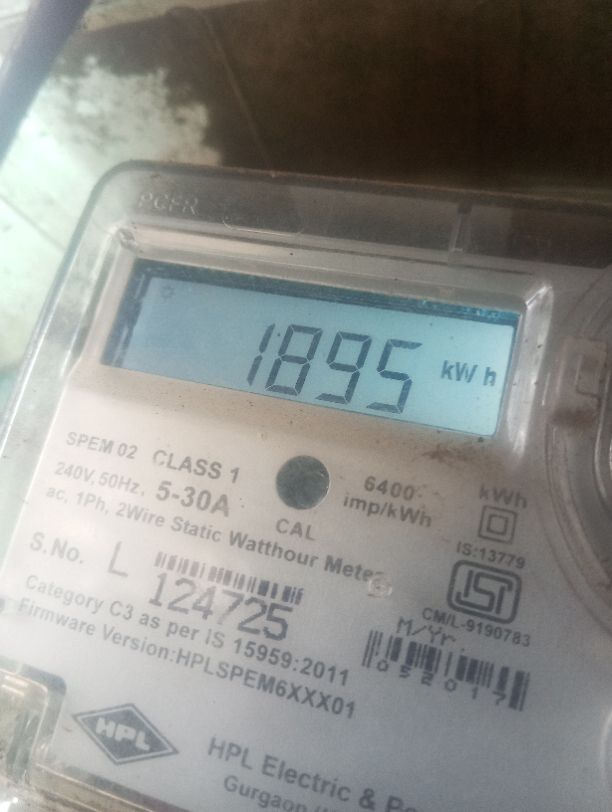 1895 kWh
SPEM 02 CLASS 1
240V, 50Hz, 5-30A
ac, 1Ph, 2Wire Static Watthour Meter
CAL
6400
imp/kWh
kWh
IS:13779
ISI
CM/L-9190783
S.No. L 124725
M/Yr.
052017
Category C3 as per IS 15959:2011
Firmware Version:HPLSPEM6XXX01
HPL
HPL Electric &
Gurgaon